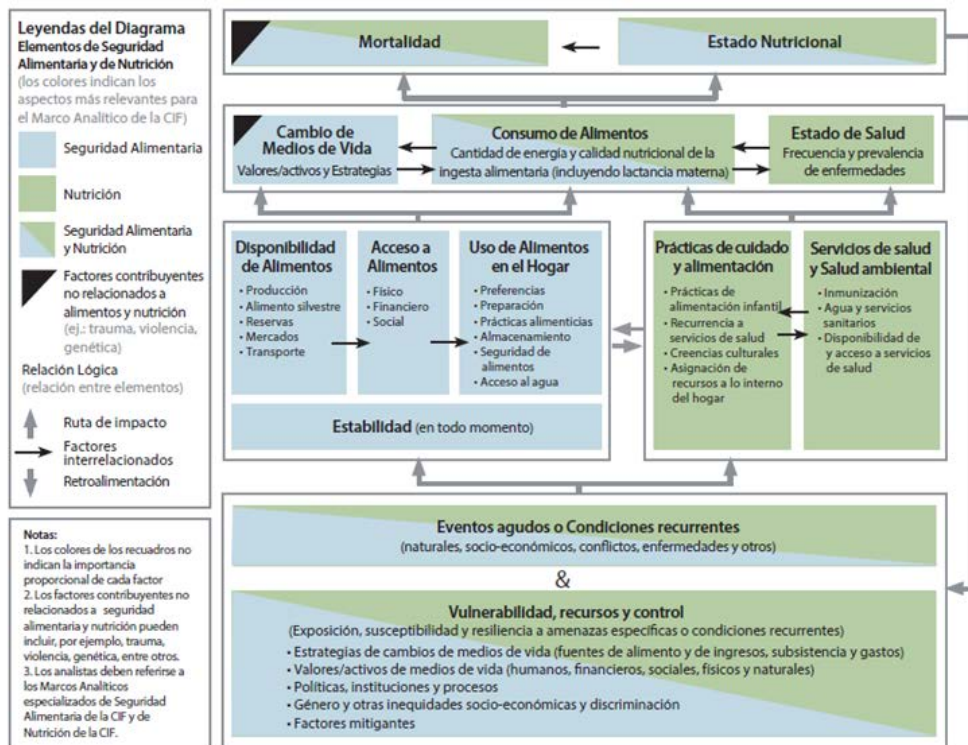 Leyendas del Diagrama
Elementos de Seguridad
Alimentaria y de Nutrición
(los colores indican los
aspectos más relevantes para
el Marco Analítico de la CIF)
Seguridad Alimentaria
Nutrición
Seguridad Alimentaria
y Nutrición
Factores contribuyentes
no relacionados a
alimentos y nutrición
(ej.: trauma, violencia,
genética)
Relación Lógica
(relación entre elementos)
Ruta de impacto
Factores
interrelacionados
Retroalimentación
Notas:
1. Los colores de los recuadros no
indican la importancia
proporcional de cada factor
2. Los factores contribuyentes no
relacionados a seguridad
alimentaria y nutrición pueden
incluir, por ejemplo, trauma,
violencia, genética, entre otros.
3. Los analistas deben referirse a
los Marcos Analíticos
especializados de Seguridad
Alimentaria de la CIF y de
Nutrición de la CIF.
Mortalidad
Estado Nutricional
Cambio de
Medios de Vida
Valores/activos y Estrategias
Consumo de Alimentos
Cantidad de energía y calidad nutricional de la
ingesta alimentaria (incluyendo lactancia materna)
Estado de Salud
Frecuencia y prevalencia
de enfermedades
Disponibilidad
de Alimentos
• Producción
• Alimento silvestre
• Reservas
• Mercados
• Transporte
Acceso a
Alimentos
• Físico
• Financiero
• Social
Uso de Alimentos
en el Hogar
• Preferencias
• Preparación
• Prácticas alimenticias
• Almacenamiento
• Seguridad de
alimentos
• Acceso al agua
Estabilidad (en todo momento)
Prácticas de cuidado
y alimentación
• Prácticas de
alimentación infantil
• Recurrencia a
servicios de salud
• Creencias culturales
• Asignación de
recursos a lo interno
del hogar
Servicios de salud
y Salud ambiental
• Inmunización
• Agua y servicios
sanitarios
• Disponibilidad de
y acceso a servicios
de salud
Eventos agudos o Condiciones recurrentes
(naturales, socio-económicos, conflictos, enfermedades y otros)
&
Vulnerabilidad, recursos y control
(Exposición, susceptibilidad y resiliencia a amenazas específicas o condiciones recurrentes)
• Estrategias de cambios de medios de vida (fuentes de alimento y de ingresos, subsistencia y gastos)
• Valores/activos de medios de vida (humanos, financieros, sociales, físicos y naturales)
• Políticas, instituciones y procesos
• Género y otras inequidades socio-económicas y discriminación
• Factores mitigantes